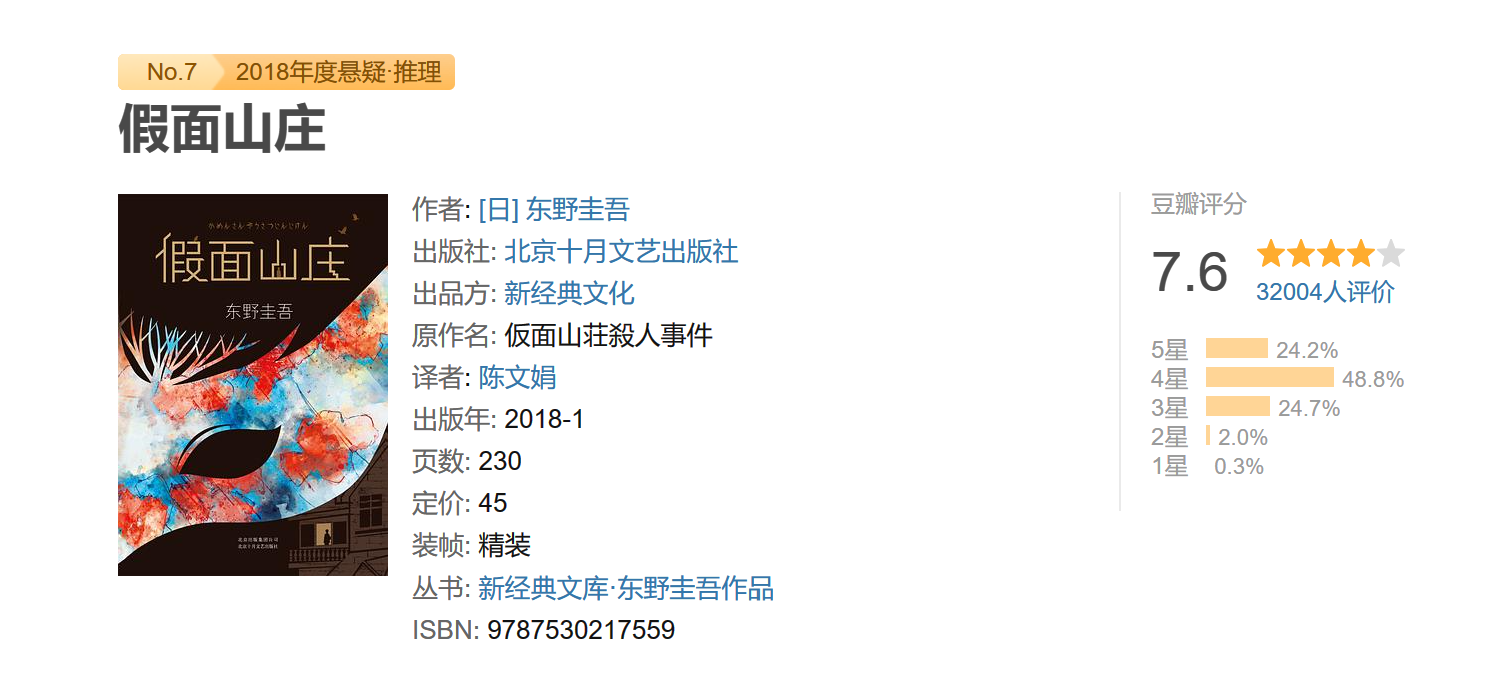 No.7 2018年度悬疑·推理
假面山庄
かめんさんそうさつじんじけん
假面山庄
东野圭吾
北京出版集团公司
北京十月文艺出版社
作者: [日] 东野圭吾
出版社: 北京十月文艺出版社
出品方: 新经典文化
原作名: 仮面山荘殺人事件
译者: 陈文娟
出版年: 2018-1
页数: 230
定价: 45
装帧: 精装
丛书: 新经典文库·东野圭吾作品
ISBN: 9787530217559
豆瓣评分
7.6
32004人评价
5星 24.2%
4星 48.8%
3星 24.7%
2星 2.0%
1星 0.3%